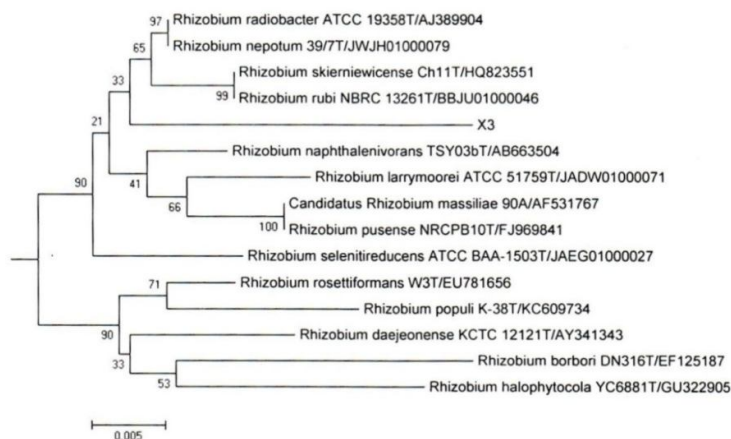 97
Rhizobium radiobacter ATCC 19358T/AJ389904
Rhizobium nepotum 39/7T/JWJH01000079
65
Rhizobium skierniewicense Ch11T/HQ823551
33
99
Rhizobium rubi NBRC 13261T/BBJU01000046
21
X3
Rhizobium naphthalenivorans TSY03bT/AB663504
41
Rhizobium larrymoorei ATCC 51759T/JADW01000071
90
66
Candidatus Rhizobium massiliae 90A/AF531767
100
Rhizobium pusense NRCPB10T/FJ969841
Rhizobium selenitireducens ATCC BAA-1503T/JAEG01000027
71
Rhizobium rosettiformans W3T/EU781656
Rhizobium populi K-38T/KC609734
90
Rhizobium daejeonense KCTC 12121T/AY341343
33
Rhizobium borbori DN316T/EF125187
53
Rhizobium halophytocola YC6881T/GU322905
0.005